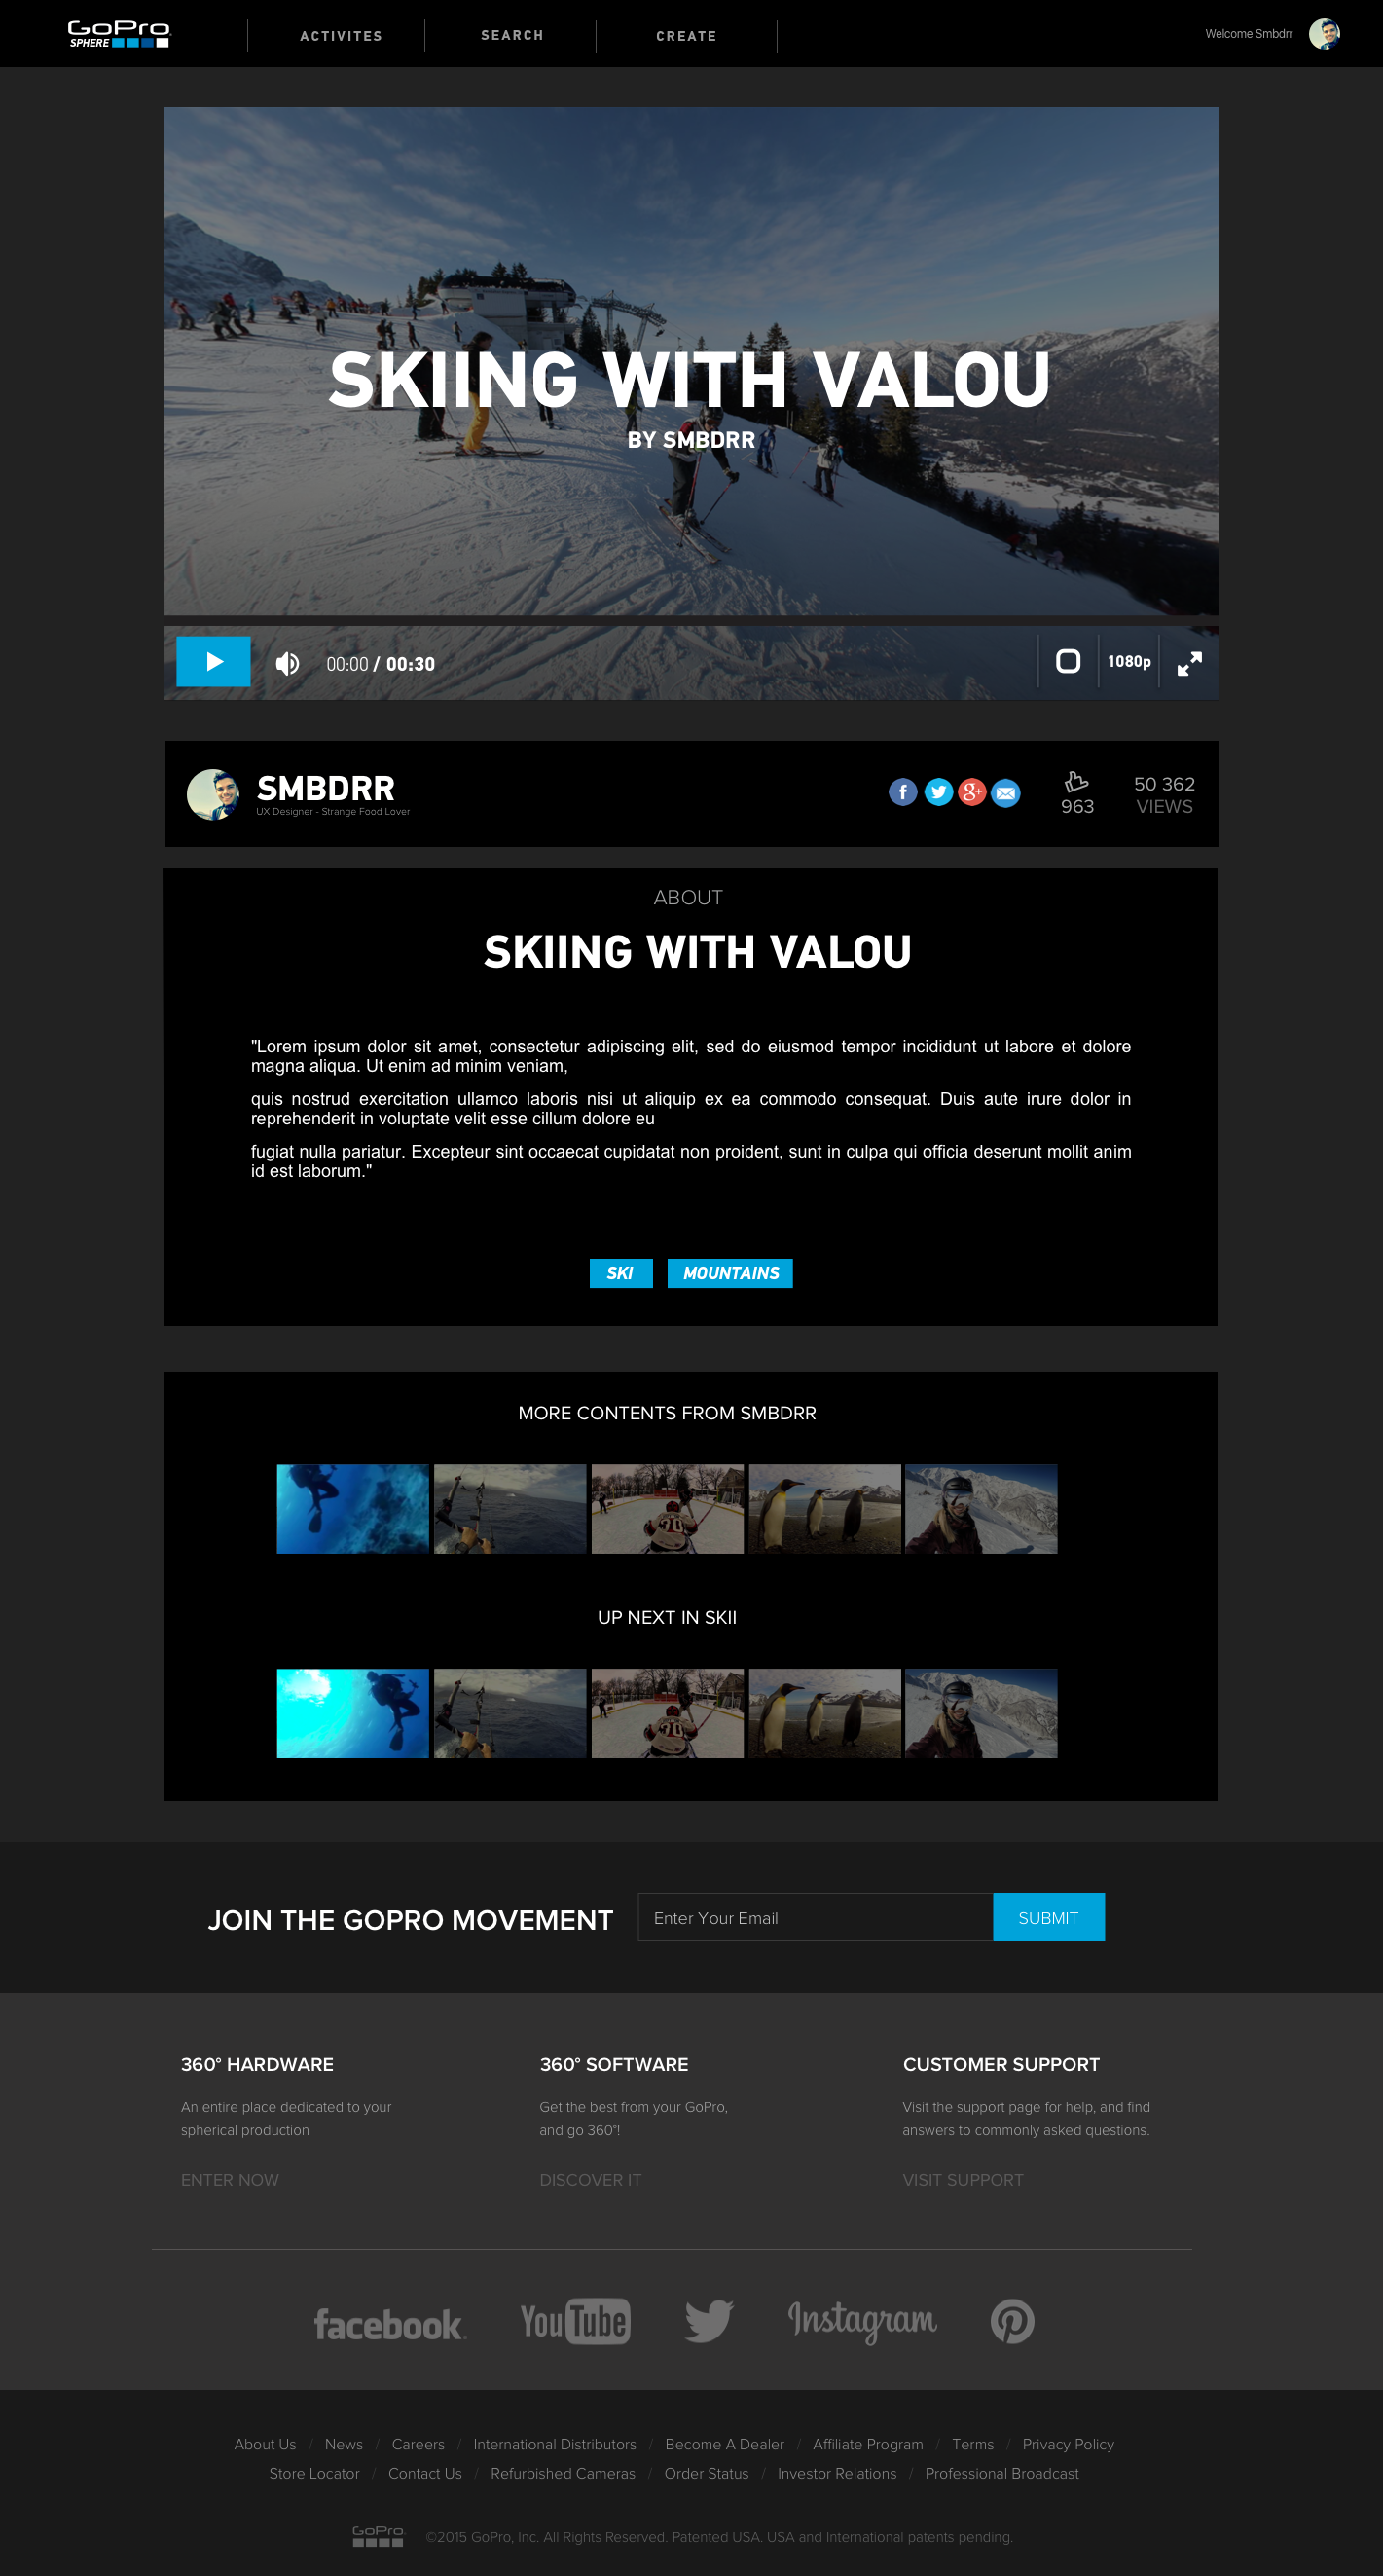 GoPro
SPHERE
ACTIVITES
SEARCH
CREATE
Welcome Smbdrr
SKIING WITH VALOU
BY SMBDRR
00:00 / 00:30
1080p
SMBDRR
UX Designer - Strange Food Lover
963
50 362
VIEWS
ABOUT
SKIING WITH VALOU
"Lorem ipsum dolor sit amet, consectetur adipiscing elit, sed do eiusmod tempor incididunt ut labore et dolore
magna aliqua. Ut enim ad minim veniam,
quis nostrud exercitation ullamco laboris nisi ut aliquip ex ea commodo consequat. Duis aute irure dolor in
reprehenderit in voluptate velit esse cillum dolore eu
fugiat nulla pariatur. Excepteur sint occaecat cupidatat non proident, sunt in culpa qui officia deserunt mollit anim
id est laborum."
SKI
MOUNTAINS
MORE CONTENTS FROM SMBDRR
30
UP NEXT IN SKII
30
JOIN THE GOPRO MOVEMENT
Enter Your Email
SUBMIT
360° HARDWARE
An entire place dedicated to your
spherical production
ENTER NOW
360° SOFTWARE
Get the best from your GoPro,
and go 360°!
DISCOVER IT
CUSTOMER SUPPORT
Visit the support page for help, and find
answers to commonly asked questions.
VISIT SUPPORT
facebook
YouTube
Instagram
About Us / News / Careers / International Distributors / Become A Dealer / Affiliate Program / Terms / Privacy Policy
Store Locator / Contact Us / Refurbished Cameras / Order Status / Investor Relations / Professional Broadcast
GoPro
©2015 GoPro, Inc. All Rights Reserved. Patented USA. USA and International patents pending.